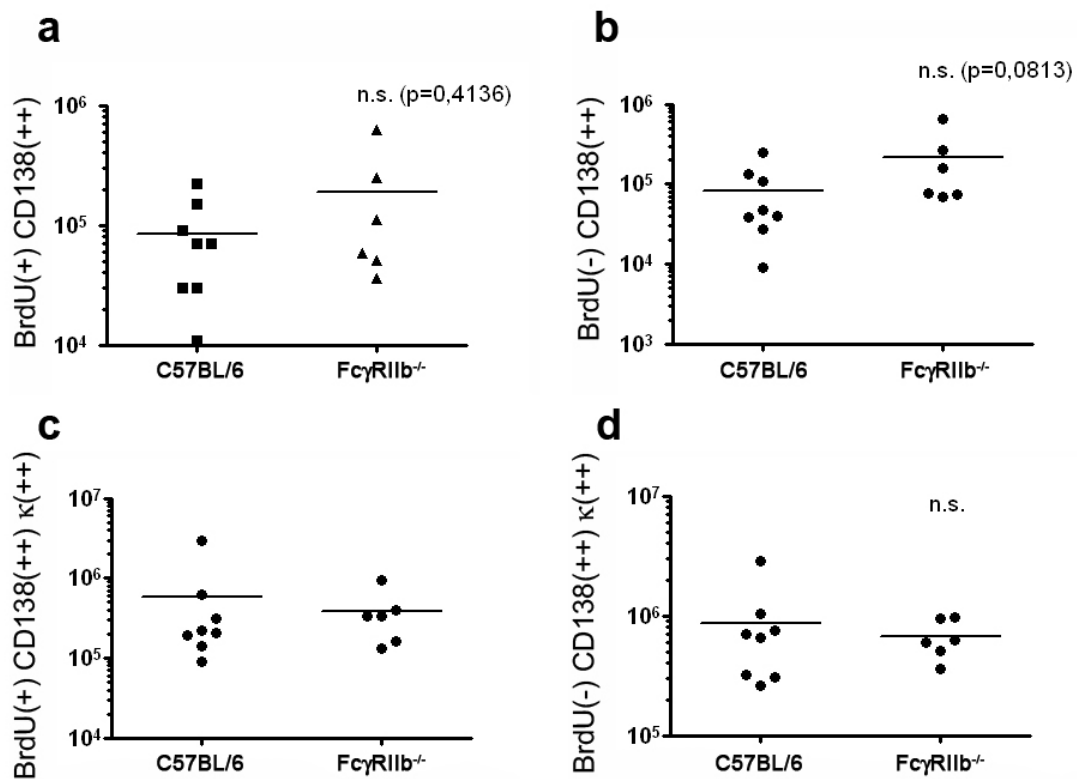 a
n.s. (p=0,4136)
BrdU(+) CD138(++)
10⁶
10⁵
10⁴
C57BL/6
FcγRIIb⁻/⁻
b
n.s. (p=0,0813)
BrdU(-) CD138(++)
10⁶
10⁵
10⁴
10³
C57BL/6
FcγRIIb⁻/⁻
c
BrdU(+) CD138(++) κ(++)
10⁷
10⁶
10⁵
10⁴
C57BL/6
FcγRIIb⁻/⁻
d
n.s.
BrdU(-) CD138(++) κ(++)
10⁷
10⁶
10⁵
C57BL/6
FcγRIIb⁻/⁻